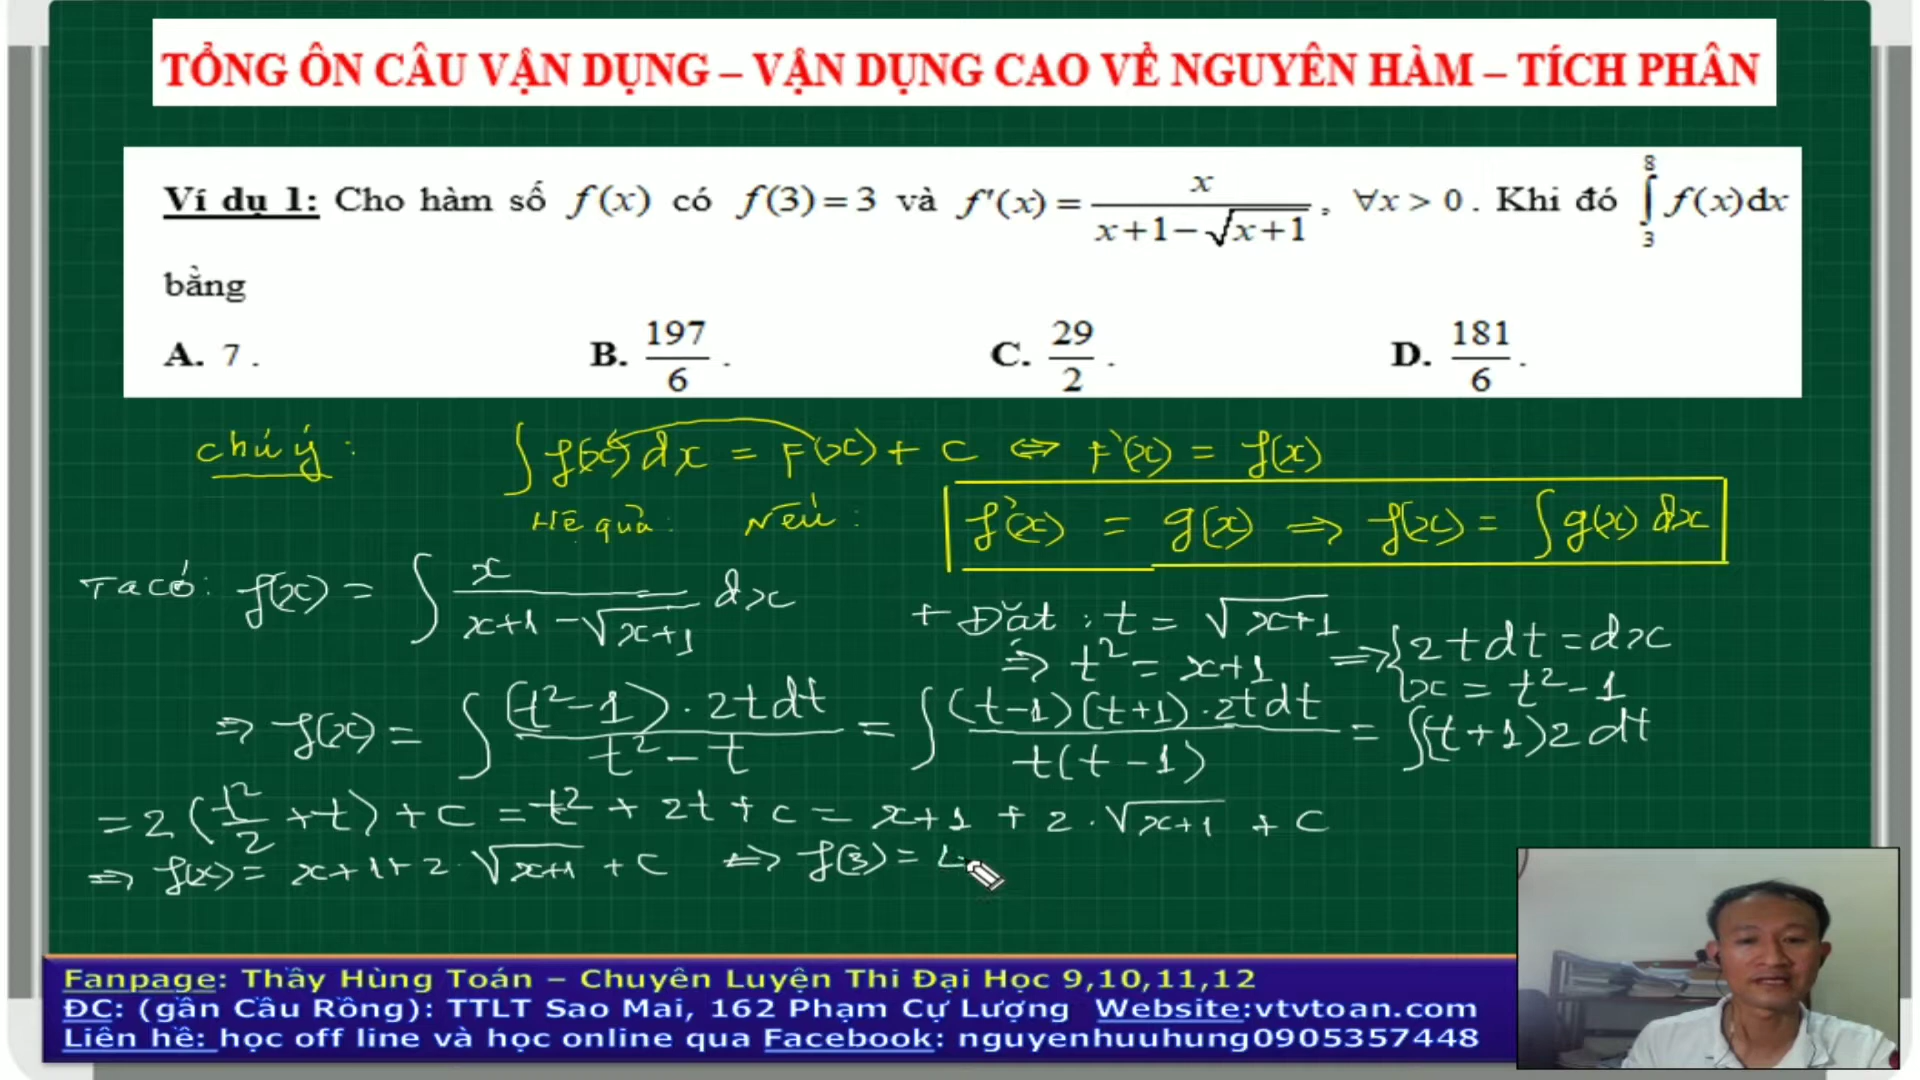 TỔNG ÔN CÂU VẬN DỤNG – VẬN DỤNG CAO VỀ NGUYÊN HÀM – TÍCH PHÂN
Ví dụ 1: Cho hàm số f(x) có f(3) = 3 và f'(x) = x / (x+1−√(x+1)), ∀x > 0. Khi đó ∫₃⁸ f(x)dx
bằng
A. 7 . B. 197/6 . C. 29/2 . D. 181/6 .
chú ý : ∫ f(x) dx = F(x) + C ⇔ F'(x) = f(x)
Hệ quả : Nếu : f'(x) = g(x) ⇒ f(x) = ∫ g(x) dx
Ta có : f(x) = ∫ x / (x+1 − √(x+1)) dx
+ Đặt : t = √(x+1)
⇒ t² = x+1 ⇒ { 2tdt = dx
x = t² − 1
⇒ f(x) = ∫ (t²−1) . 2tdt / (t² − t) = ∫ (t−1)(t+1) . 2tdt / t(t−1) = ∫ (t+1) 2 dt
= 2 (t²/2 + t) + C = t² + 2t + C = x+1 + 2 . √(x+1) + C
⇒ f(x) = x+1+ 2 . √(x+1) + C ⇒ f(3) = 4
Fanpage: Thầy Hùng Toán – Chuyên Luyện Thi Đại Học 9,10,11,12
ĐC: (gần Cầu Rồng): TTLT Sao Mai, 162 Phạm Cự Lượng Website:vtvtoan.com
Liên hề: học off line và học online qua Facebook: nguyenhuuhung0905357448